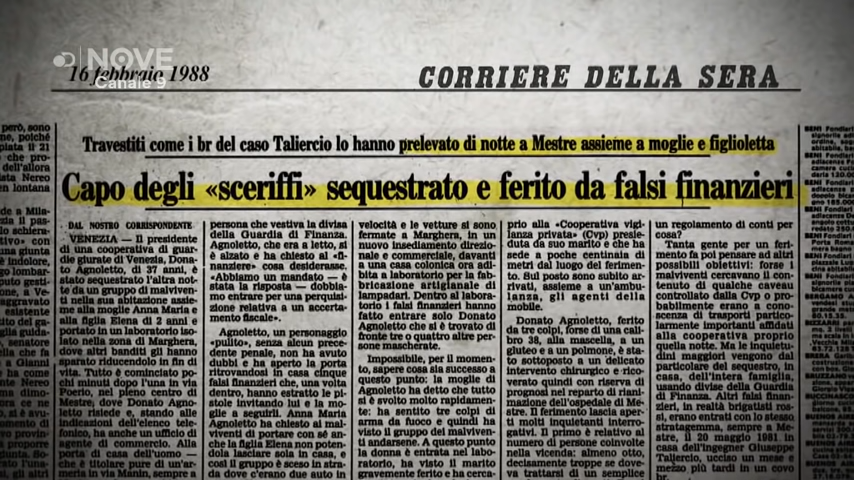 NOVE
Canale 9
16 febbraio 1988
CORRIERE DELLA SERA
Travestiti come i br del caso Taliercio lo hanno prelevato di notte a Mestre assieme a moglie e figlioletta
Capo degli «sceriffi» sequestrato e ferito da falsi finanzieri
DAL NOSTRO CORRISPONDENTE
VENEZIA — Il presidente
di una cooperativa di guar-
die giurate di Venezia, Dona-
to Agnoletto, di 37 anni, è
stato sequestrato l'altra not-
te da un gruppo di malviven-
ti nella sua abitazione assie-
me alla moglie Anna Maria e
alla figlia Elena di 2 anni e
portato in un laboratorio iso-
lato nella zona di Marghera,
dove altri banditi gli hanno
sparato riducendolo in fin di
vita. Tutto è cominciato po-
chi minuti dopo l'una in via
Poerio, nel pieno centro di
Mestre, dove Donato Agno-
letto risiede e, stando alle
indicazioni dell'elenco telefo-
nico, ha anche un ufficio di
agente di commercio. Alla
porta di casa dell'uomo —
che è titolare pure di un'ar-
meria in via Manin, sempre a
persona che vestiva la divisa
della Guardia di Finanza.
Agnoletto, che era a letto, si
è alzato e ha chiesto al «fi-
nanziere» cosa desiderasse.
«Abbiamo un mandato — è
stata la risposta — dobbia-
mo entrare per una perquisi-
zione relativa a un accerta-
mento fiscale».
Agnoletto, un personaggio
«pulito», senza alcun prece-
dente penale, non ha avuto
dubbi e ha aperto la porta
ritrovandosi in casa cinque
falsi finanzieri che, una volta
dentro, hanno estratto le pi-
stole invitando lui e la mo-
glie a seguirli. Anna Maria
Agnoletto ha chiesto ai mal-
viventi di portare con sé an-
che la figlia Elena non poten-
dola lasciare sola in casa, e
così il gruppo è sceso in stra-
da dove c'erano due auto in
velocità e le vetture si sono
fermate a Marghera, in
un nuovo insediamento dire-
zionale e commerciale, davanti a
una casa colonica ora adi-
bita a laboratorio per la fab-
bricazione artigianale di
lampadari. Dentro al labora-
torio i falsi finanzieri hanno
fatto entrare solo Donato
Agnoletto che si è trovato di
fronte tre o quattro altre per-
sone mascherate.
Impossibile, per il momen-
to, sapere cosa sia successo a
questo punto: la moglie di
Agnoletto ha detto che tutto
si è svolto molto rapidamen-
te: ha sentito tre colpi di
arma da fuoco e quindi ha
visto il gruppo dei malviven-
ti andarsene. A questo punto
la donna è entrata nel labo-
ratorio, ha visto il marito
gravemente ferito e ha cerca-
prio alla «Cooperativa vigi-
lanza privata» (Cvp) presie-
duta da suo marito e che ha
sede a poche centinaia di
metri dal luogo del ferimento.
Sul posto sono subito ar-
rivati, assieme a un'ambu-
lanza, gli agenti della
mobile.
Donato Agnoletto, ferito
da tre colpi, forse di una cali-
bro 38, alla mascella, a un
gluteo e a un polmone, è sta-
to sottoposto a un delicato
intervento chirurgico e rico-
verato quindi con riserva di
prognosi nel reparto di riani-
mazione dell'ospedale di Me-
stre. Il ferimento lascia aper-
ti molti inquietanti interro-
gativi. Il primo è relativo al
numero di persone coinvolte
nella vicenda: almeno otto,
decisamente troppe se dove-
va trattarsi di un semplice
un regolamento di conti per
cosa?
Tanta gente per un feri-
mento fa poi pensare ad altri
possibili obiettivi: forse i
malviventi cercavano il con-
tenuto di qualche caveau
controllato dalla Cvp o pro-
babilmente erano a cono-
scenza di trasporti partico-
larmente importanti affidati
alla cooperativa proprio
quella notte. Ma le inquietu-
dini maggiori vengono dal
particolare del sequestro, in
casa, dell'intera famiglia,
usando divise della Guardia
di Finanza. Altri falsi finan-
zieri, in realtà brigatisti ros-
si, erano entrati con lo stesso
stratagemma, sempre a Me-
stre, il 20 maggio 1981 in
casa dell'ingegner Giuseppe
Taliercio, ucciso un mese e
mezzo più tardi in un covo